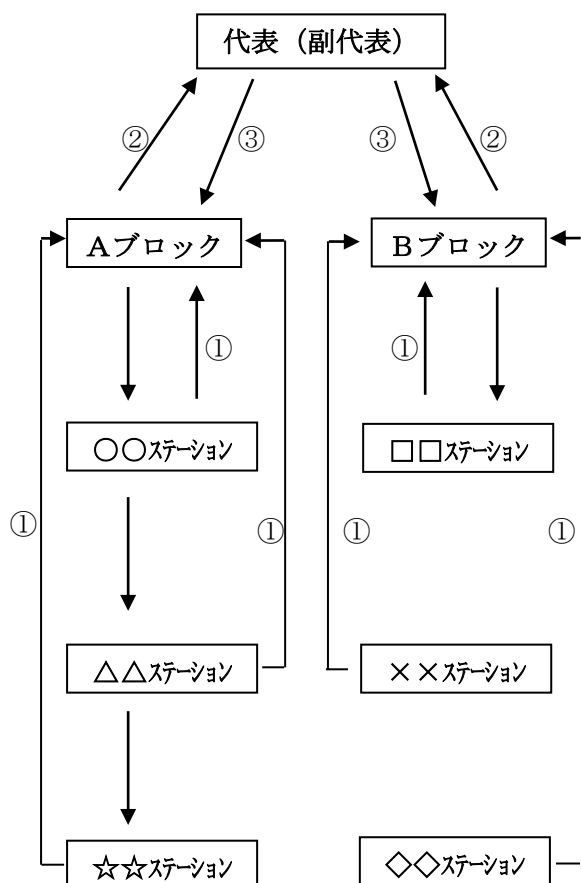 代表（副代表）
② ③ ③ ②
Ａブロック Ｂブロック
① ①
○○ｽﾃｰｼｮﾝ □□ｽﾃｰｼｮﾝ
① ① ① ①
△△ｽﾃｰｼｮﾝ ××ｽﾃｰｼｮﾝ
☆☆ｽﾃｰｼｮﾝ ◇◇ｽﾃｰｼｮﾝ